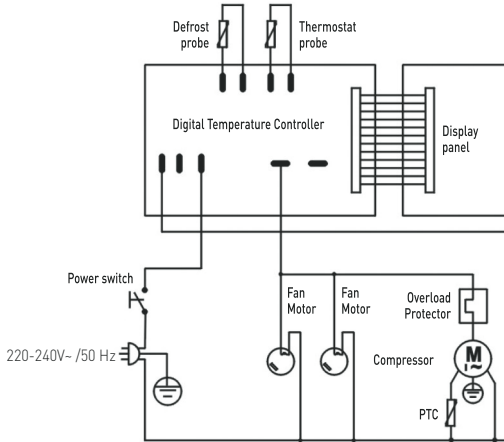 Defrost
probe
Thermostat
probe
Digital Temperature Controller
Display
panel
Power switch
Fan
Motor
Fan
Motor
Overload
Protector
220-240V~ /50 Hz
Compressor
M
1~
PTC